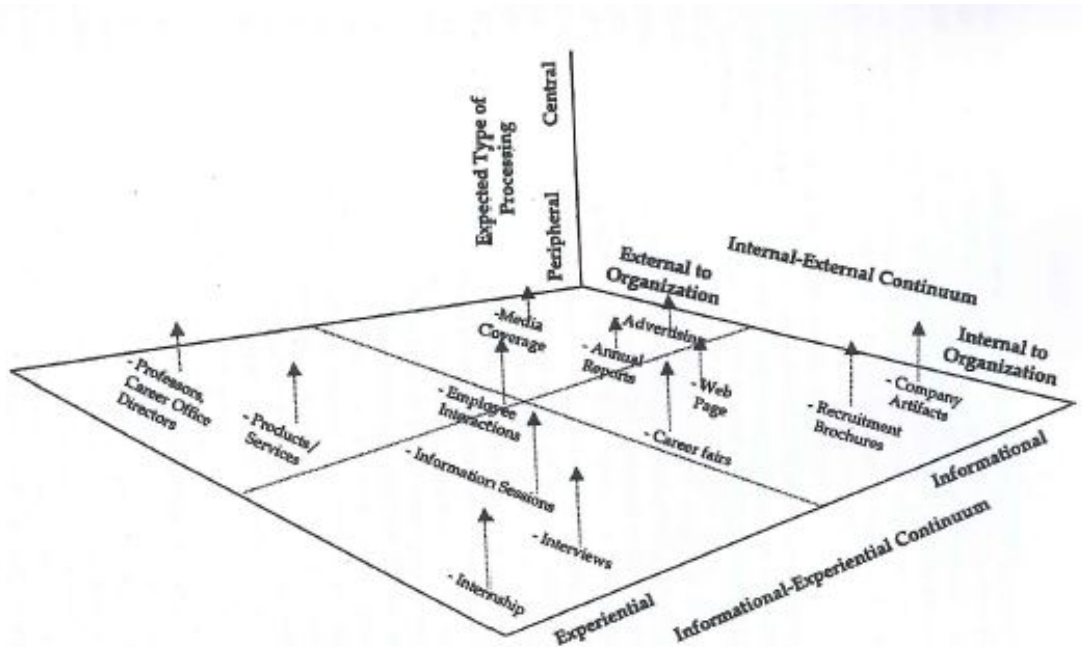 Expected Type of
Processing
Peripheral
Central
External to
Organization
Internal-External Continuum
Internal to
Organization
-Media
Coverage
- Advertising
- Annual
Reports
- Web
Page
- Company
Artifacts
- Recruitment
Brochures
- Career fairs
- Professors,
Career Office
Directors
- Products/
Services
- Employee
Interactions
- Information Sessions
- Interviews
- Internship
Informational
Experiential
Informational-Experiential Continuum